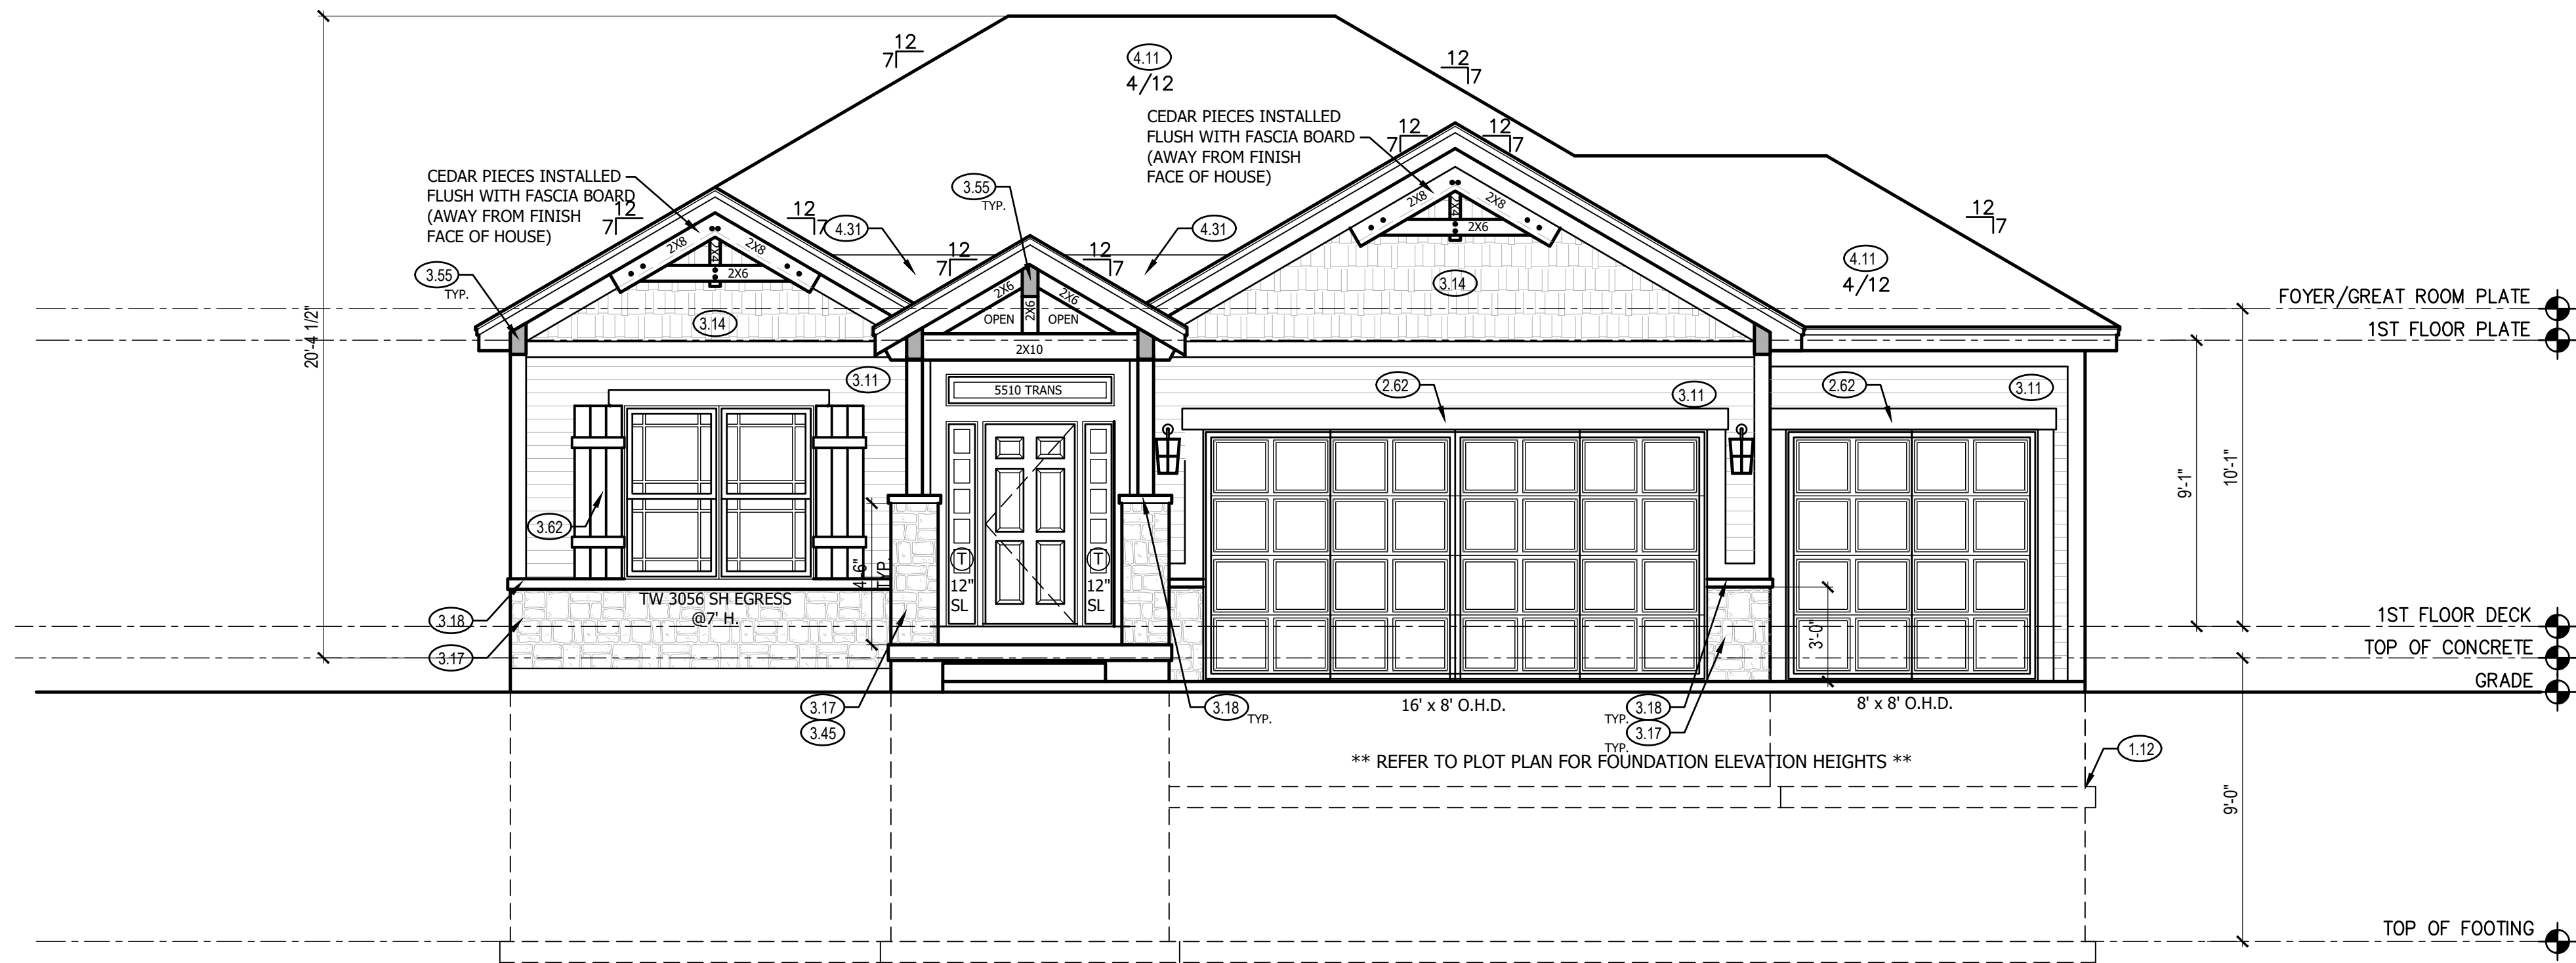 12
7
4.11
4/12
12
7
CEDAR PIECES INSTALLED
FLUSH WITH FASCIA BOARD
(AWAY FROM FINISH
FACE OF HOUSE)
12
7
12
7
CEDAR PIECES INSTALLED
FLUSH WITH FASCIA BOARD
(AWAY FROM FINISH
FACE OF HOUSE)
3.55
TYP.
2X8
2X4
2X8
2X6
12
7
12
7
4.31
4.31
12
7
2X8
2X4
2X8
2X6
12
7
12
7
3.55
TYP.
4.11
4/12
3.14
3.14
2X6
2X6
2X6
OPEN
OPEN
2X10
FOYER/GREAT ROOM PLATE
1ST FLOOR PLATE
20'-4 1/2"
3.11
5510 TRANS
2.62
3.11
2.62
3.11
9'-1"
10'-1"
3.62
4'-6"
TYP.
T
12"
SL
T
12"
SL
TW 3056 SH EGRESS
@7' H.
3.18
3.17
3'-0"
1ST FLOOR DECK
TOP OF CONCRETE
GRADE
3.17
3.45
3.18
TYP.
16' x 8' O.H.D.
3.18
TYP.
3.17
TYP.
8' x 8' O.H.D.
** REFER TO PLOT PLAN FOR FOUNDATION ELEVATION HEIGHTS **
1.12
9'-0"
TOP OF FOOTING